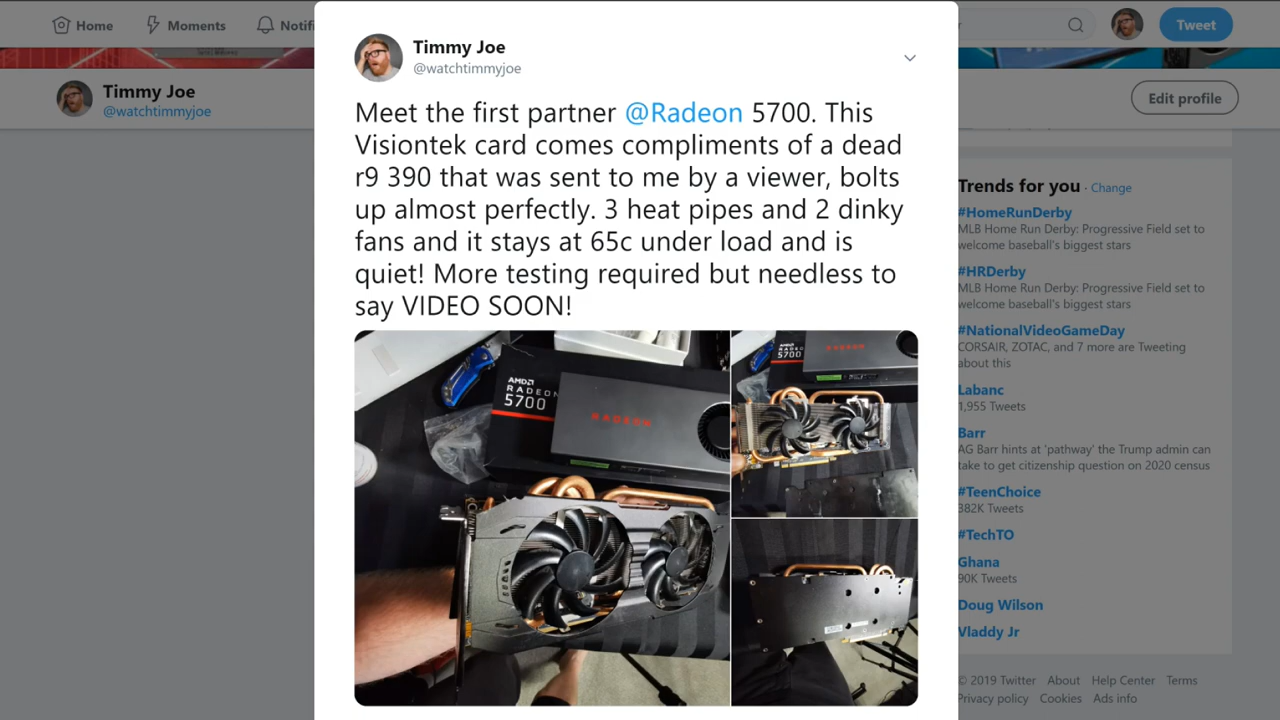 Home
Moments
Notifi
Tweet
Timmy Joe
@watchtimmyjoe
Edit profile
Timmy Joe
@watchtimmyjoe
Meet the first partner @Radeon 5700. This
Visiontek card comes compliments of a dead
r9 390 that was sent to me by a viewer, bolts
up almost perfectly. 3 heat pipes and 2 dinky
fans and it stays at 65c under load and is
quiet! More testing required but needless to
say VIDEO SOON!
AMD
RADEON
5700
RADEON
5700
RADEON
Trends for you · Change
#HomeRunDerby
MLB Home Run Derby: Progressive Field set to
welcome baseball's biggest stars
#HRDerby
MLB Home Run Derby: Progressive Field set to
welcome baseball's biggest stars
#NationalVideoGameDay
CORSAIR, ZOTAC, and 7 more are Tweeting
about this
Labanc
1,955 Tweets
Barr
AG Barr hints at 'pathway' the Trump admin can
take to get citizenship question on 2020 census
#TeenChoice
382K Tweets
#TechTO
Ghana
90K Tweets
Doug Wilson
Vladdy Jr
© 2019 Twitter About Help Center Terms
Privacy policy Cookies Ads info